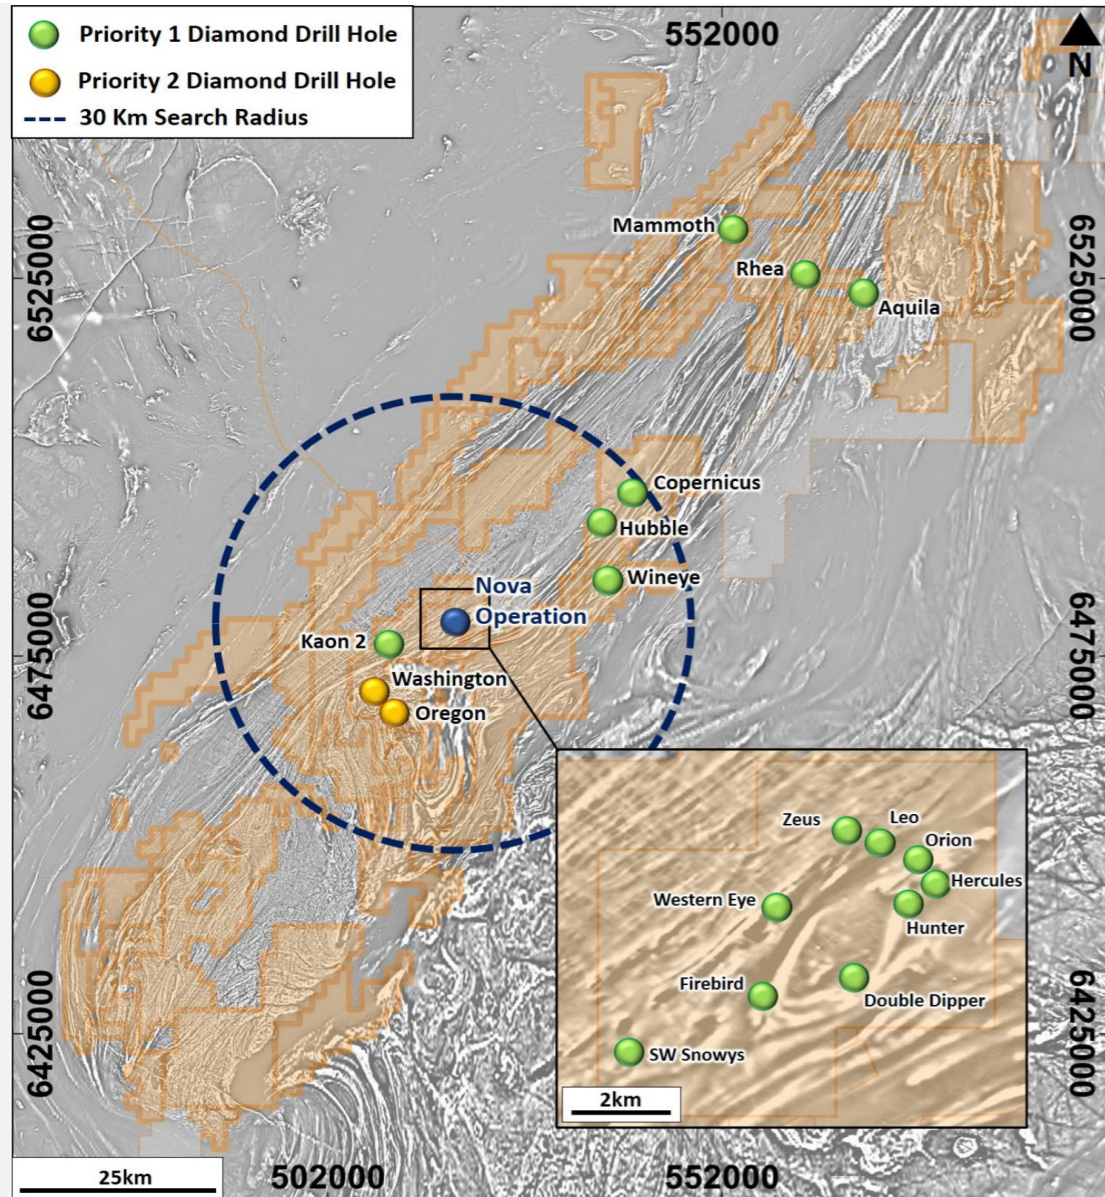 Priority 1 Diamond Drill Hole
Priority 2 Diamond Drill Hole
30 Km Search Radius
552000
N
Mammoth
6525000
6525000
Rhea
Aquila
Copernicus
Hubble
Wineye
Nova
Operation
Kaon 2
6475000
6475000
Washington
Oregon
Zeus
Leo
Orion
Hercules
Western Eye
Hunter
Firebird
Double Dipper
SW Snowys
2km
6425000
6425000
25km
502000
552000